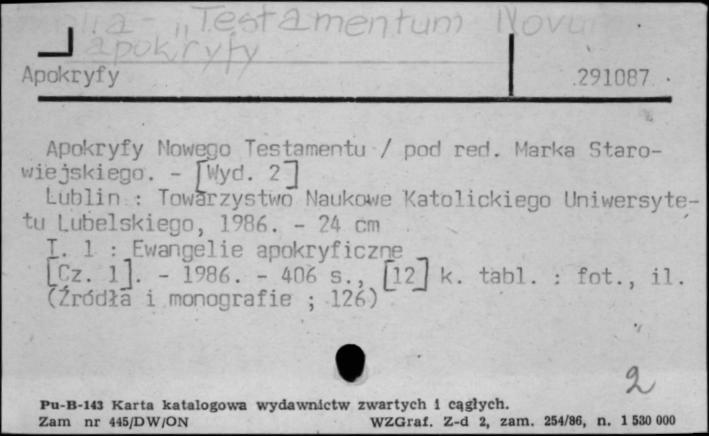 - "Testamentum Novum
apokryfy
Apokryfy 291087
Apokryfy Nowego Testamentu / pod red. Marka Staro-
wiejskiego. - [Wyd. 2]
Lublin : Towarzystwo Naukowe Katolickiego Uniwersyte-
tu Lubelskiego, 1986. - 24 cm
T. 1 : Ewangelie apokryficzne
[Cz. 1]. - 1986. - 406 s., [12] k. tabl. : fot., il.
(Źródła i monografie ; 126)
2
Pu-B-143 Karta katalogowa wydawnictw zwartych i ciągłych.
Zam nr 445/DW/ON WZGraf. Z-d 2, zam. 254/86, n. 1 530 000